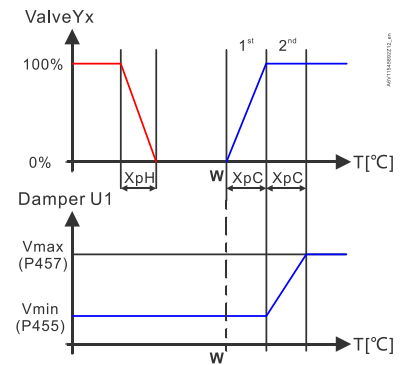 ValveYx
1st 2nd
100%
0%
T[℃]
XpH W XpC XpC
Damper U1
Vmax
(P457)
Vmin
(P455)
T[℃]
W